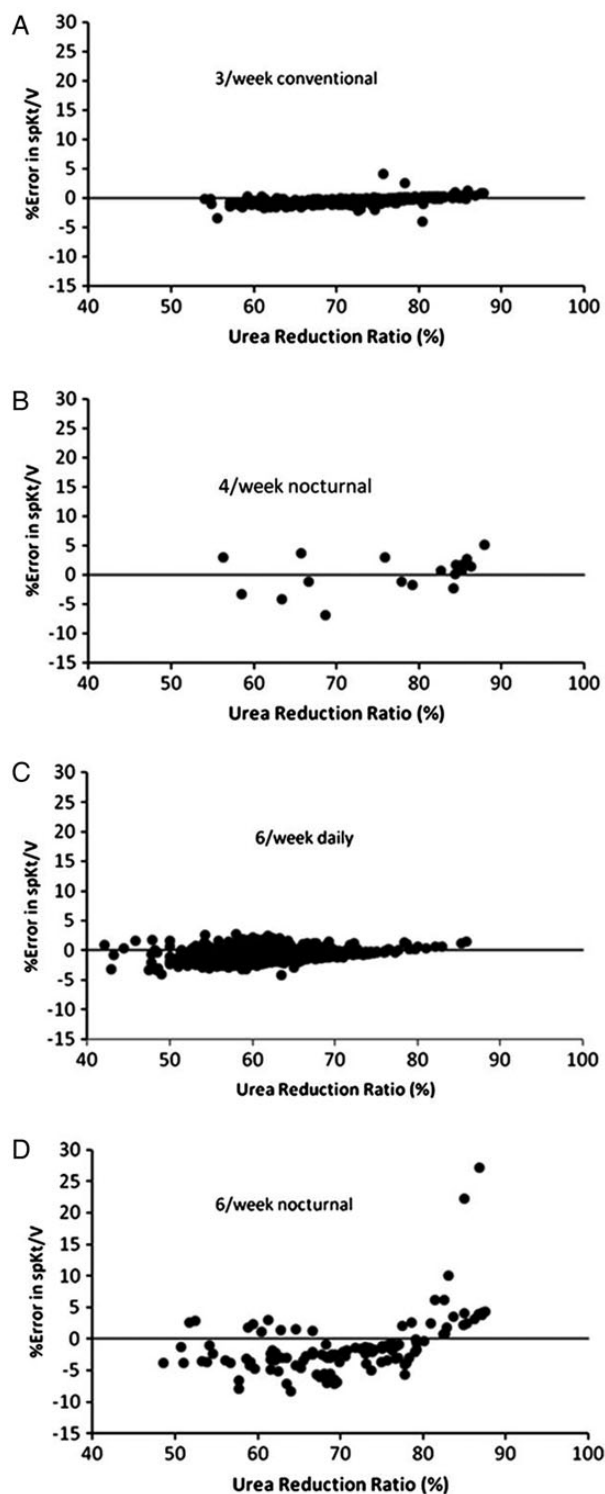 A
%Error in spKt/V
30
25
20
15
10
5
0
-5
-10
-15
3/week conventional
40 50 60 70 80 90 100
Urea Reduction Ratio (%)
B
%Error in spKt/V
30
25
20
15
10
5
0
-5
-10
-15
4/week nocturnal
40 50 60 70 80 90 100
Urea Reduction Ratio (%)
C
%Error in spKt/V
30
25
20
15
10
5
0
-5
-10
-15
6/week daily
40 50 60 70 80 90 100
Urea Reduction Ratio (%)
D
%Error in spKt/V
30
25
20
15
10
5
0
-5
-10
-15
6/week nocturnal
40 50 60 70 80 90 100
Urea Reduction Ratio (%)